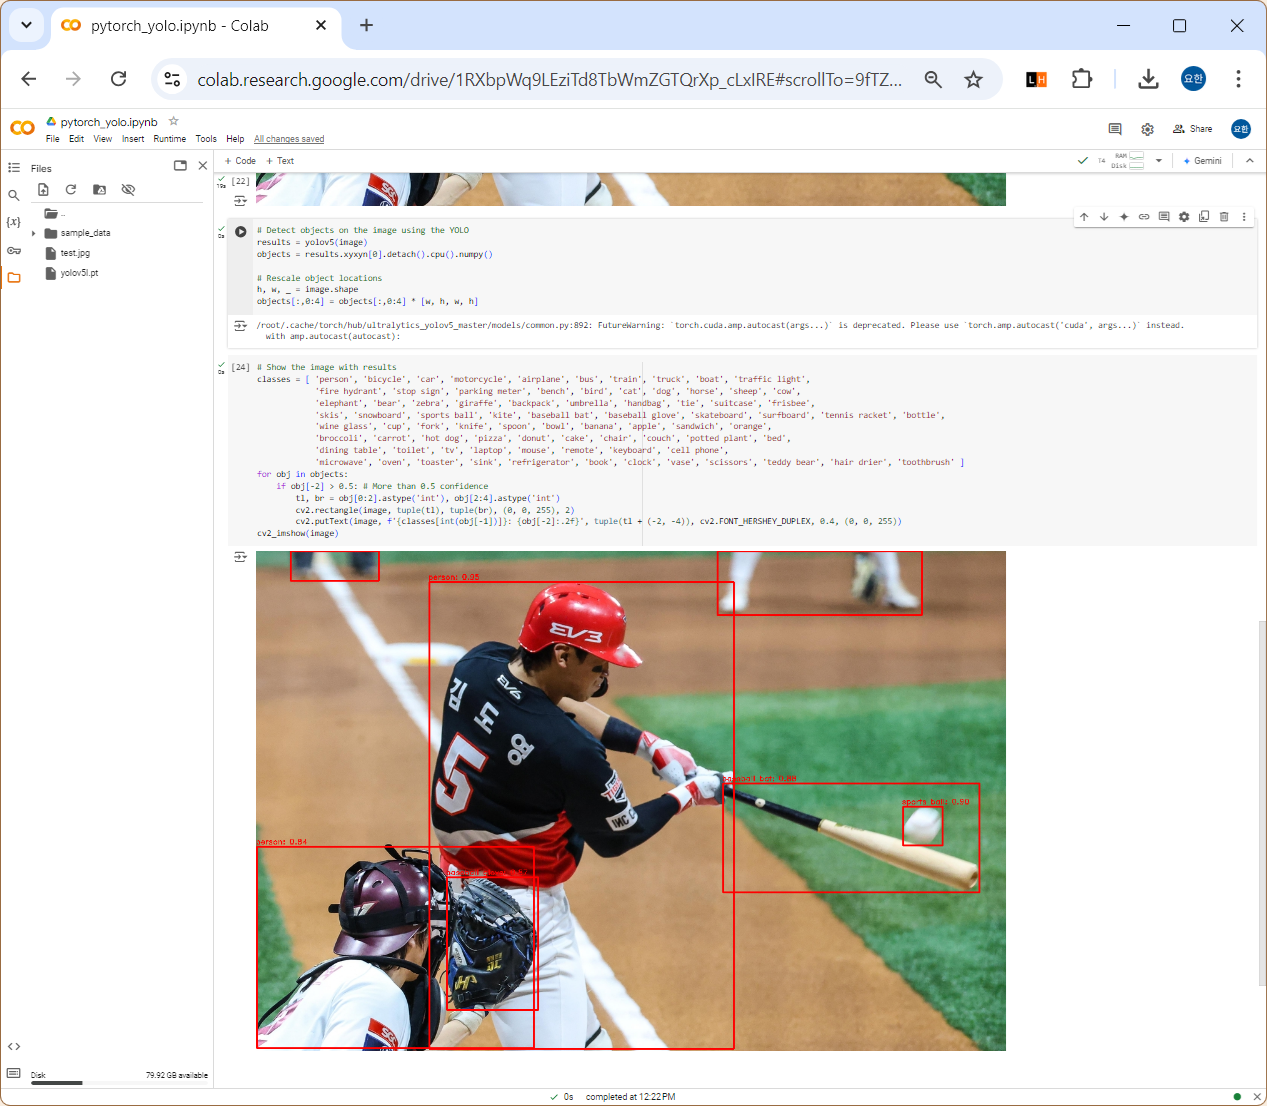 pytorch_yolo.ipynb - Colab
colab.research.google.com/drive/1RXbpWq9LEziTd8TbWmZGTQrXp_cLxIRE#scrollTo=9fTZ...
LH
요한
pytorch_yolo.ipynb
File Edit View Insert Runtime Tools Help All changes saved
Share
요한
Files
+ Code + Text
T4 RAM Disk
Gemini
{x}
..
sample_data
test.jpg
yolov5l.pt
19s [22]
0s
# Detect objects on the image using the YOLO
results = yolov5(image)
objects = results.xyxyn[0].detach().cpu().numpy()
# Rescale object locations
h, w, _ = image.shape
objects[:,0:4] = objects[:,0:4] * [w, h, w, h]
/root/.cache/torch/hub/ultralytics_yolov5_master/models/common.py:892: FutureWarning: `torch.cuda.amp.autocast(args...)` is deprecated. Please use `torch.amp.autocast('cuda', args...)` instead.
with amp.autocast(autocast):
0s [24]
# Show the image with results
classes = [ 'person', 'bicycle', 'car', 'motorcycle', 'airplane', 'bus', 'train', 'truck', 'boat', 'traffic light',
'fire hydrant', 'stop sign', 'parking meter', 'bench', 'bird', 'cat', 'dog', 'horse', 'sheep', 'cow',
'elephant', 'bear', 'zebra', 'giraffe', 'backpack', 'umbrella', 'handbag', 'tie', 'suitcase', 'frisbee',
'skis', 'snowboard', 'sports ball', 'kite', 'baseball bat', 'baseball glove', 'skateboard', 'surfboard', 'tennis racket', 'bottle',
'wine glass', 'cup', 'fork', 'knife', 'spoon', 'bowl', 'banana', 'apple', 'sandwich', 'orange',
'broccoli', 'carrot', 'hot dog', 'pizza', 'donut', 'cake', 'chair', 'couch', 'potted plant', 'bed',
'dining table', 'toilet', 'tv', 'laptop', 'mouse', 'remote', 'keyboard', 'cell phone',
'microwave', 'oven', 'toaster', 'sink', 'refrigerator', 'book', 'clock', 'vase', 'scissors', 'teddy bear', 'hair drier', 'toothbrush' ]
for obj in objects:
if obj[-2] > 0.5: # More than 0.5 confidence
tl, br = obj[0:2].astype('int'), obj[2:4].astype('int')
cv2.rectangle(image, tuple(tl), tuple(br), (0, 0, 255), 2)
cv2.putText(image, f'{classes[int(obj[-1])]}: {obj[-2]:.2f}', tuple(tl + (-2, -4)), cv2.FONT_HERSHEY_DUPLEX, 0.4, (0, 0, 255))
cv2_imshow(image)
person: 0.95
EV3
EV6
김도영
5
INC
baseball bat: 0.88
sports ball: 0.90
person: 0.84
Disk 79.92 GB available
0s completed at 12:22 PM